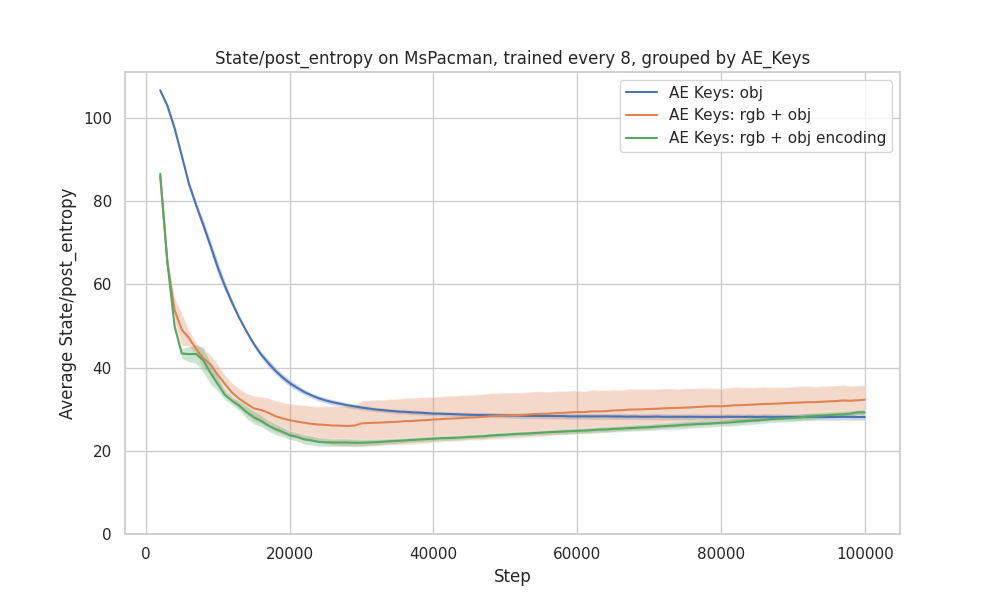 State/post_entropy on MsPacman, trained every 8, grouped by AE_Keys
AE Keys: obj
AE Keys: rgb + obj
AE Keys: rgb + obj encoding
Average State/post_entropy
100
80
60
40
20
0
0 20000 40000 60000 80000 100000
Step